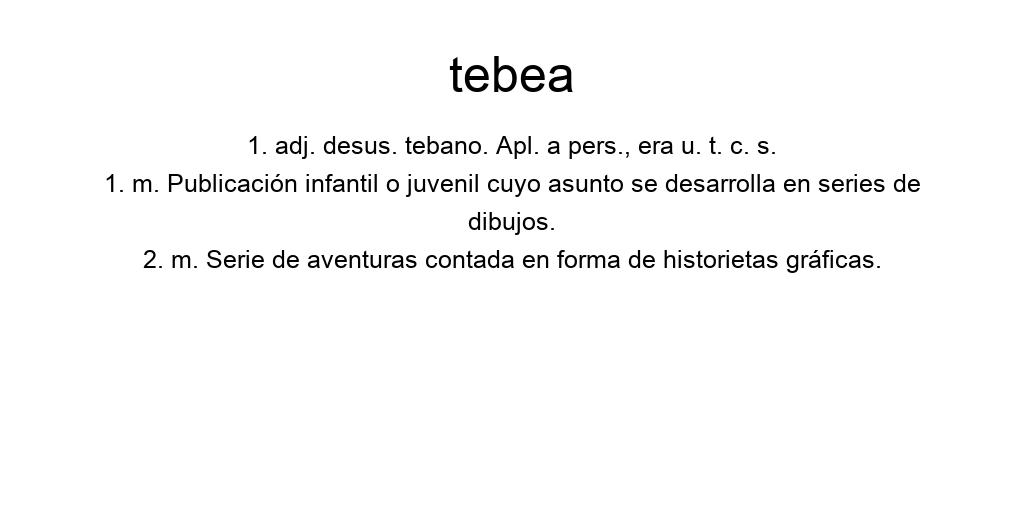 tebea
1. adj. desus. tebano. Apl. a pers., era u. t. c. s.
1. m. Publicación infantil o juvenil cuyo asunto se desarrolla en series de
dibujos.
2. m. Serie de aventuras contada en forma de historietas gráficas.